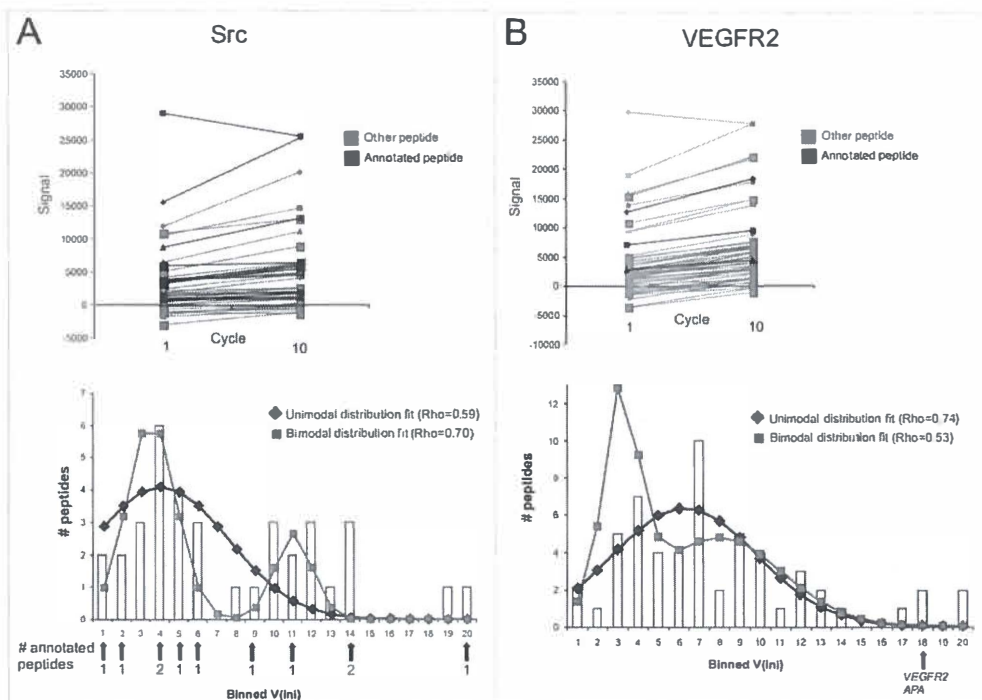 A
Src
35000
30000
25000
20000
15000
10000
5000
0
-5000
Signal
Other peptide
Annotated peptide
Cycle
1
10
B
VEGFR2
35000
30000
25000
20000
15000
10000
5000
0
-5000
-10000
Signal
Other peptide
Annotated peptide
Cycle
1
10
7
6
5
4
3
2
1
0
# peptides
Unimodal distribution fit (Rho=0.59)
Bimodal distribution fit (Rho=0.70)
1 2 3 4 5 6 7 8 9 10 11 12 13 14 15 16 17 18 19 20
# annotated
peptides
1 1 2 1 1 1 1 2 1
Binned V(ini)
12
10
8
6
4
2
0
# peptides
Unimodal distribution fit (Rho=0.74)
Bimodal distribution fit (Rho=0.53)
1 2 3 4 5 6 7 8 9 10 11 12 13 14 15 16 17 18 19 20
Binned V(ini)
VEGFR2
APA